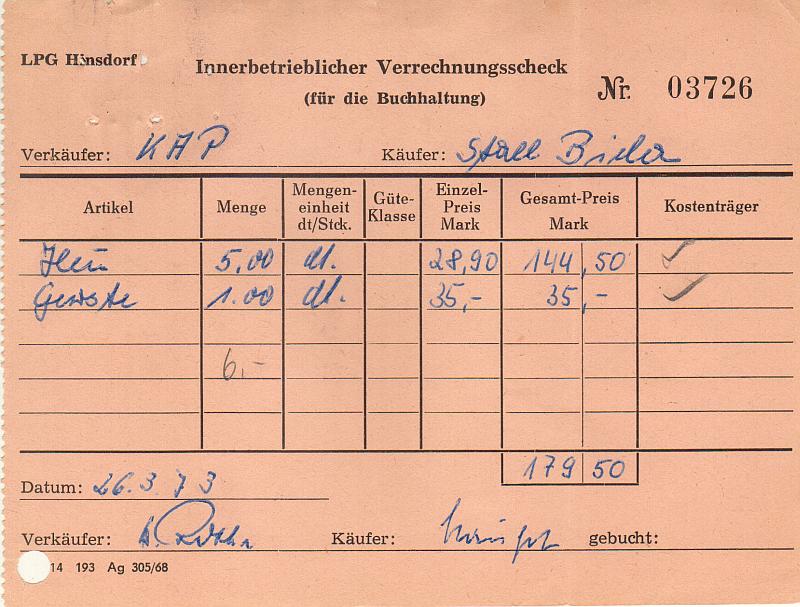 LPG Hinsdorf
Innerbetrieblicher Verrechnungsscheck
(für die Buchhaltung)
Nr. 03726
Verkäufer: KAP Käufer: Stall Biela
Artikel Menge Mengen-einheit dt/Stck. Güte-Klasse Einzel-Preis Mark Gesamt-Preis Mark Kostenträger
Heu 5,00 dt. 28,90 144,50
Gerste 1.00 dt. 35,- 35,-
6,-
179 50
Datum: 26.3.73
Verkäufer: Käufer: gebucht:
14 193 Ag 305/68